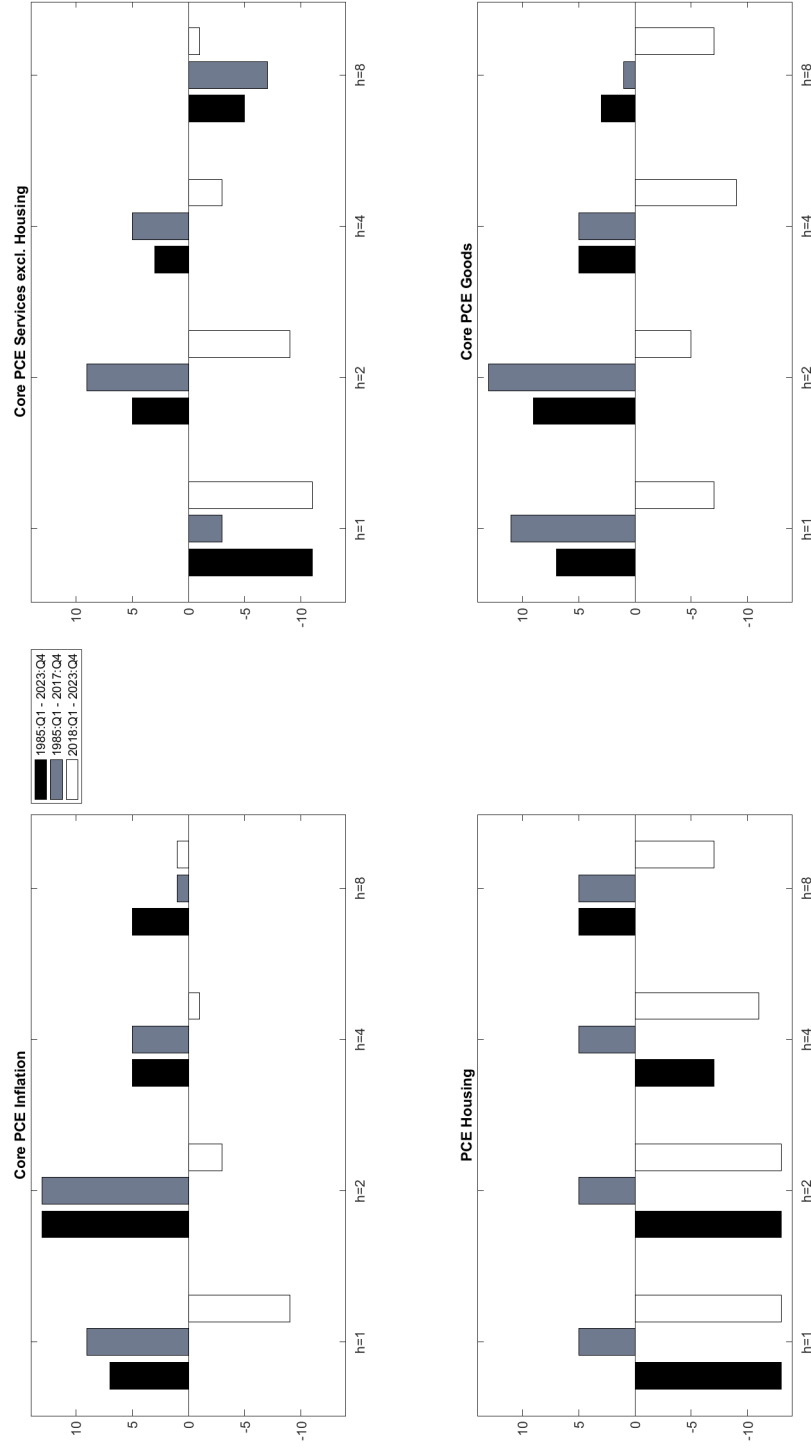 Core PCE Inflation
10
5
0
-5
-10
h=1
h=2
h=4
h=8
1985:Q1 - 2023:Q4
1985:Q1 - 2017:Q4
2018:Q1 - 2023:Q4
Core PCE Services excl. Housing
10
5
0
-5
-10
h=1
h=2
h=4
h=8
PCE Housing
10
5
0
-5
-10
h=1
h=2
h=4
h=8
Core PCE Goods
10
5
0
-5
-10
h=1
h=2
h=4
h=8